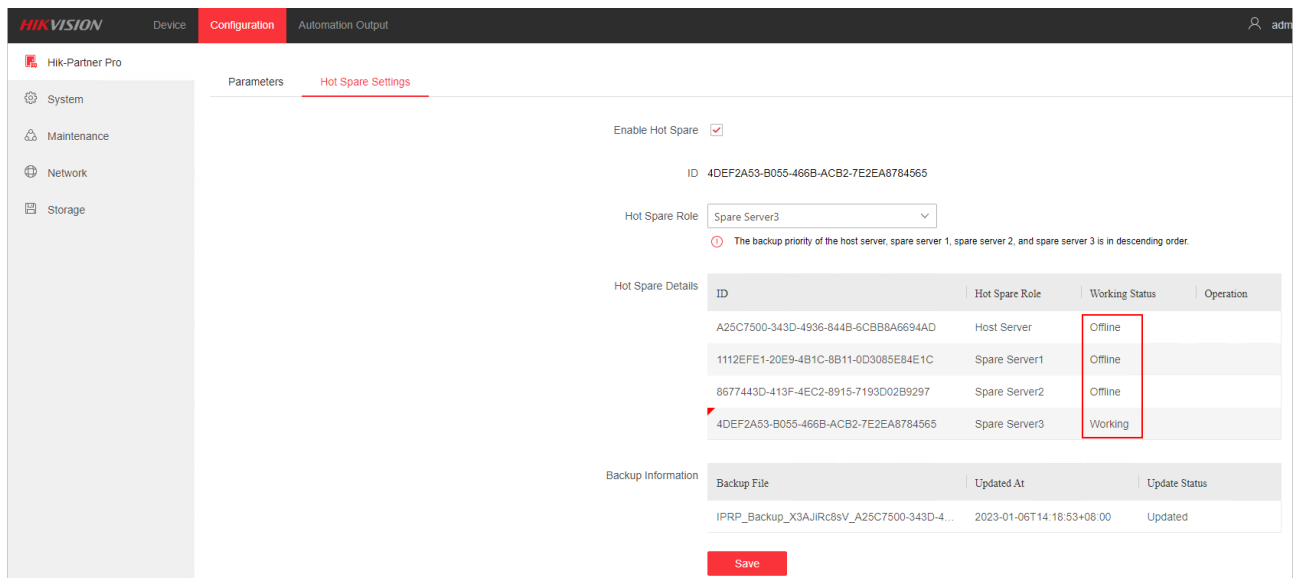 HIKVISION Device Configuration Automation Output adm
Hik-Partner Pro
System
Maintenance
Network
Storage
Parameters Hot Spare Settings
Enable Hot Spare
ID 4DEF2A53-B055-466B-ACB2-7E2EA8784565
Hot Spare Role Spare Server3
The backup priority of the host server, spare server 1, spare server 2, and spare server 3 is in descending order.
Hot Spare Details
ID Hot Spare Role Working Status Operation
A25C7500-343D-4936-844B-6CBB8A6694AD Host Server Offline
1112EFE1-20E9-4B1C-8B11-0D3085E84E1C Spare Server1 Offline
8677443D-413F-4EC2-8915-7193D02B9297 Spare Server2 Offline
4DEF2A53-B055-466B-ACB2-7E2EA8784565 Spare Server3 Working
Backup Information
Backup File Updated At Update Status
IPRP_Backup_X3AJiRc8sV_A25C7500-343D-4... 2023-01-06T14:18:53+08:00 Updated
Save